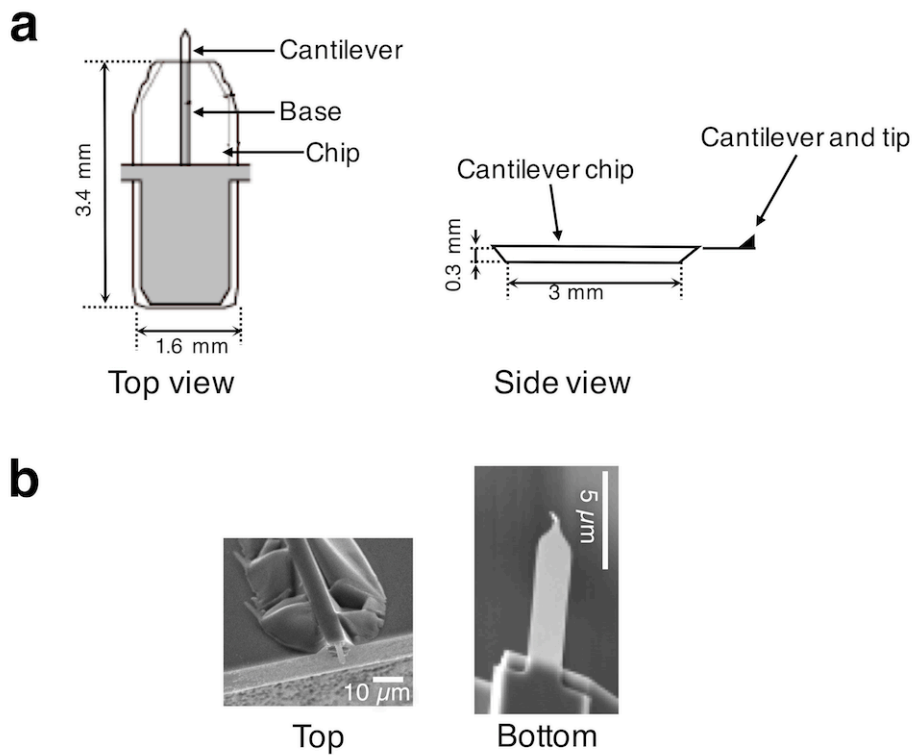 a
Cantilever
Base
Chip
3.4 mm
1.6 mm
Top view
Cantilever and tip
Cantilever chip
0.3 mm
3 mm
Side view
b
10 μm
Top
5 μm
Bottom